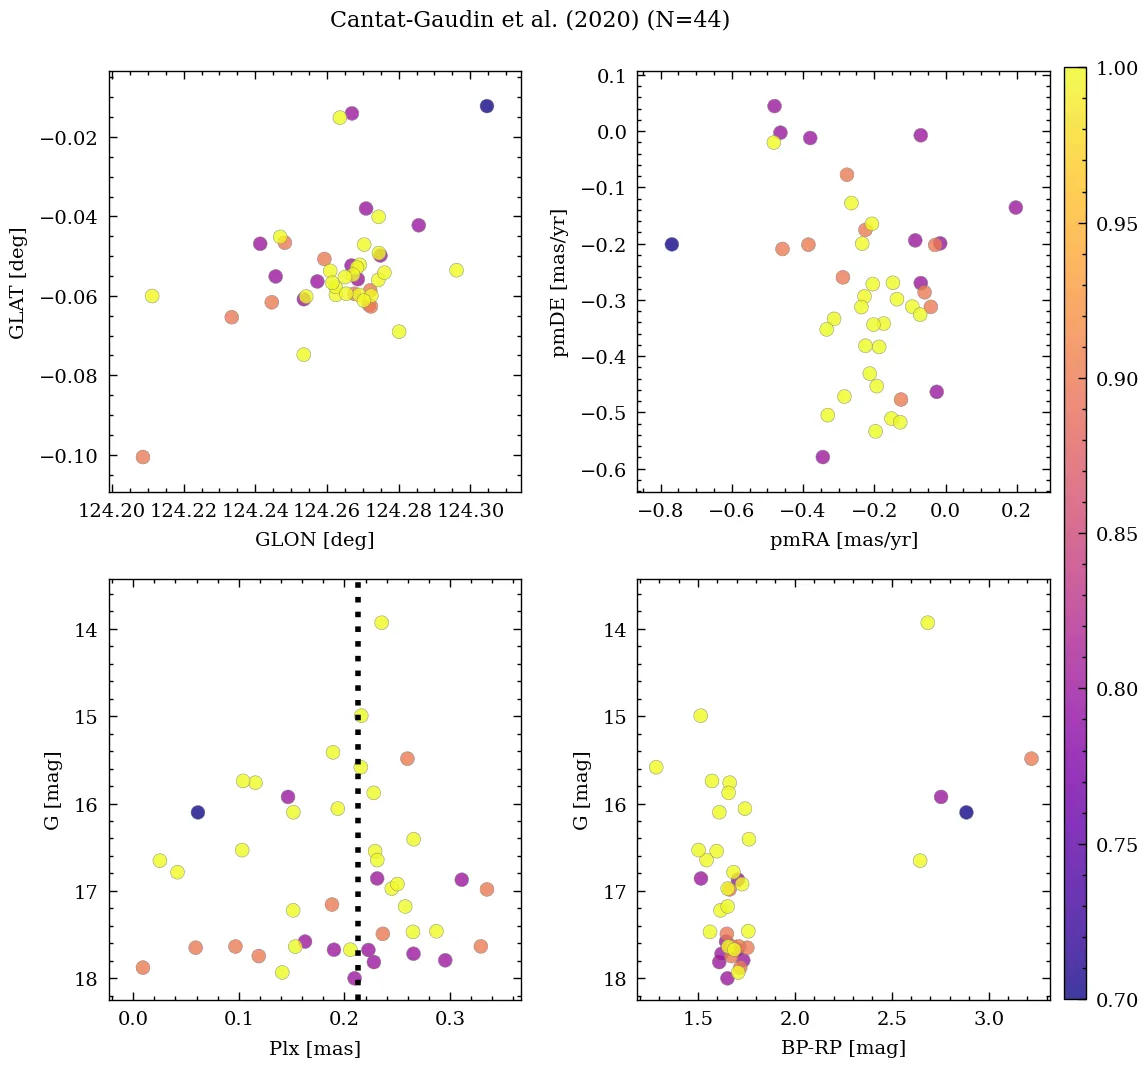 Cantat-Gaudin et al. (2020) (N=44)
−0.02
−0.04
−0.06
−0.08
−0.10
GLAT [deg]
124.20 124.22 124.24 124.26 124.28 124.30
GLON [deg]
0.1
0.0
−0.1
−0.2
−0.3
−0.4
−0.5
−0.6
pmDE [mas/yr]
−0.8 −0.6 −0.4 −0.2 0.0 0.2
pmRA [mas/yr]
14
15
16
17
18
G [mag]
0.0 0.1 0.2 0.3
Plx [mas]
14
15
16
17
18
G [mag]
1.5 2.0 2.5 3.0
BP-RP [mag]
1.00
0.95
0.90
0.85
0.80
0.75
0.70